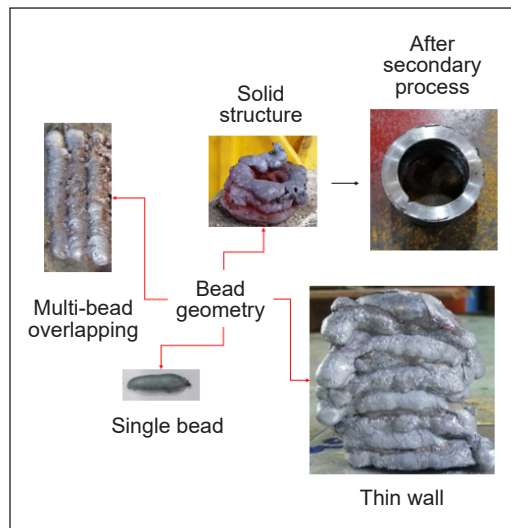 After
secondary
process
Solid
structure
Multi-bead
overlapping
Bead
geometry
Single bead
Thin wall